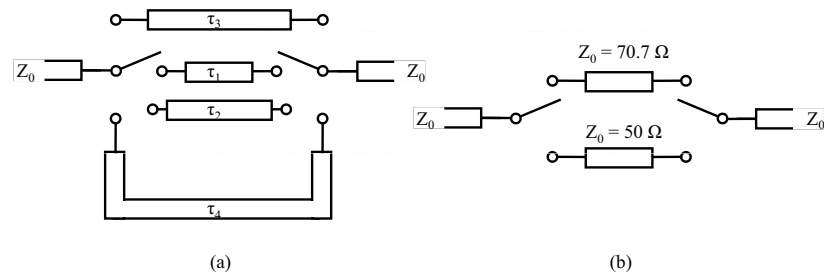 τ₃
Z₀ τ₁ Z₀
τ₂
τ₄
(a)
Z₀ = 70.7 Ω
Z₀ Z₀
Z₀ = 50 Ω
(b)